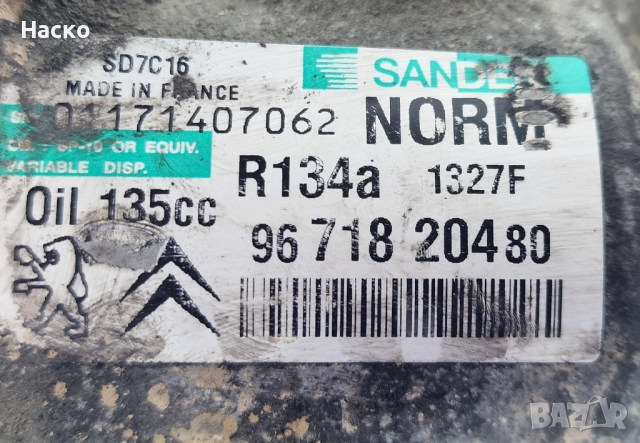 Наско
SD7C16
MADE IN FRANCE
SANDEN
01171407062
NORM
SP-10 OR EQUIV.
VARIABLE DISP.
R134a 1327F
Oil 135cc
96 718 204 80
BAZAR